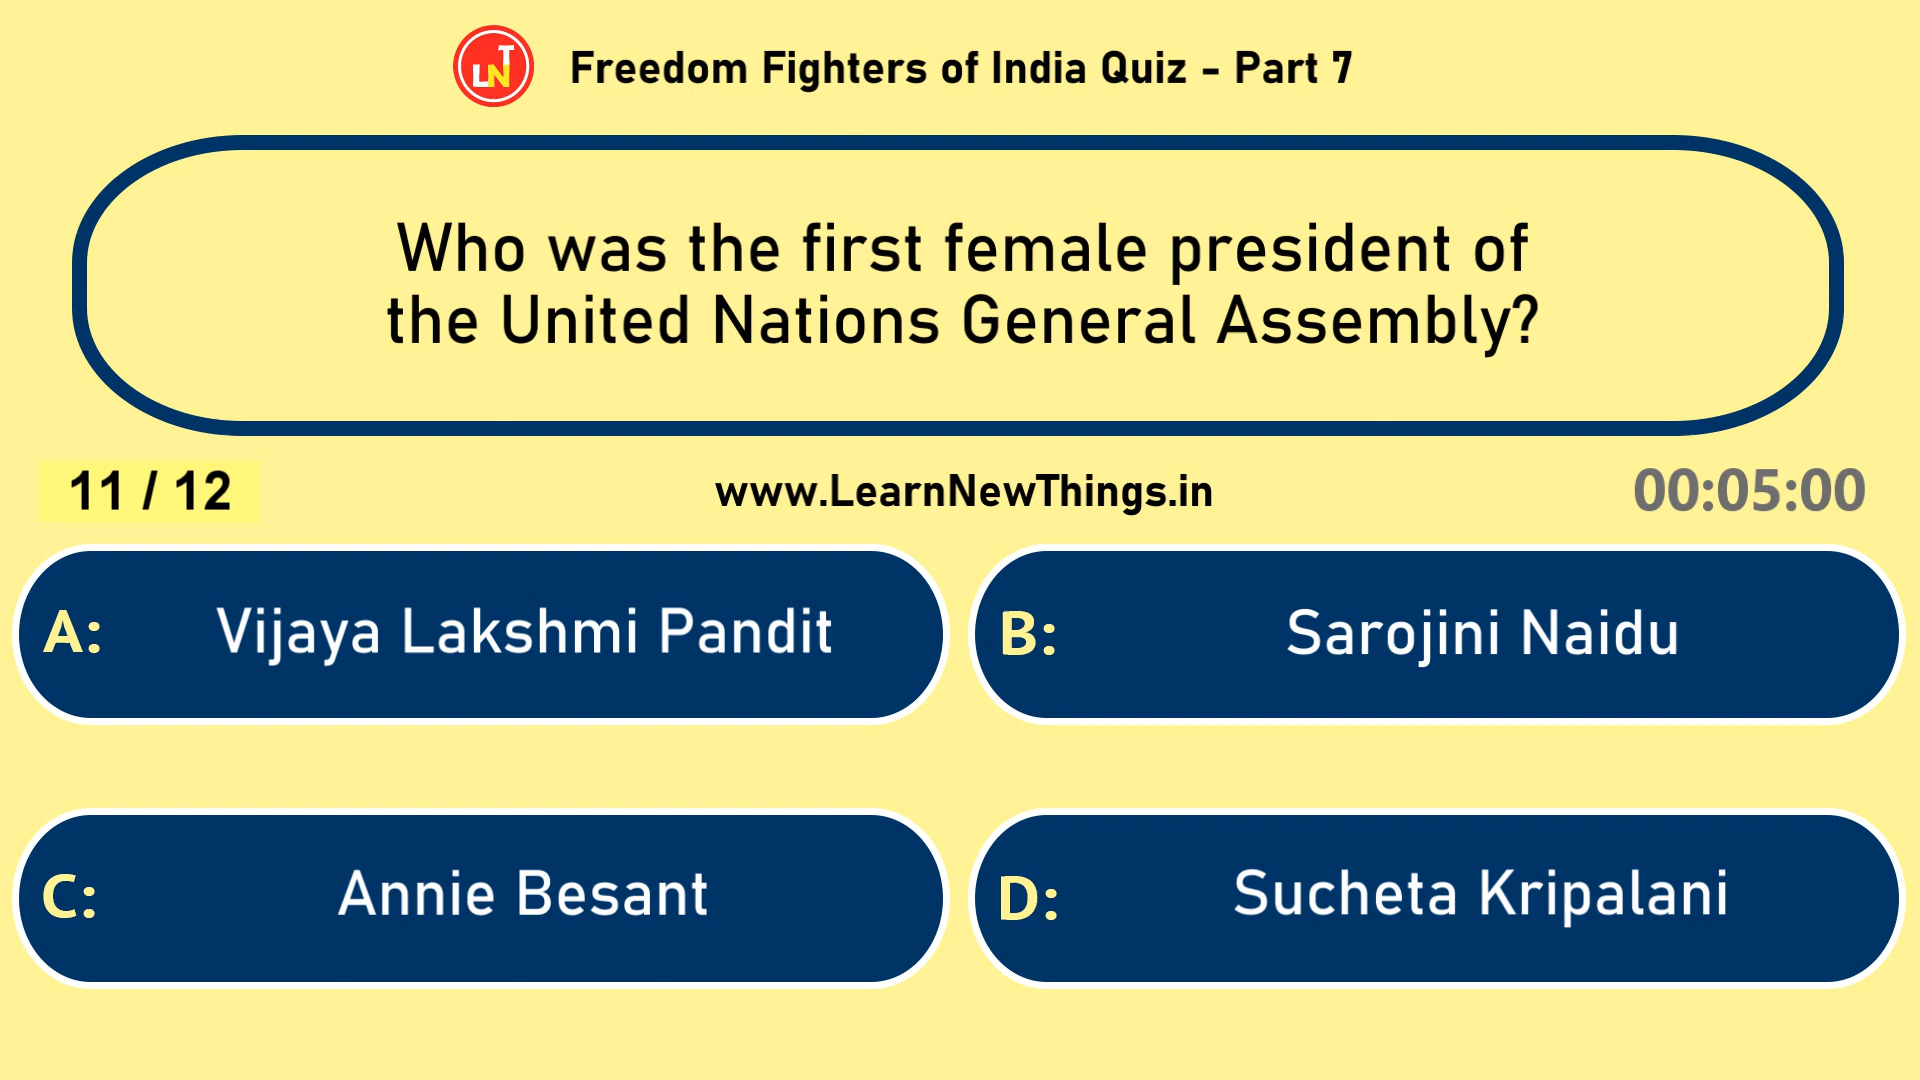 LNT
Freedom Fighters of India Quiz - Part 7
Who was the first female president of
the United Nations General Assembly?
11 / 12
www.LearnNewThings.in
00:05:00
A: Vijaya Lakshmi Pandit
B: Sarojini Naidu
C: Annie Besant
D: Sucheta Kripalani